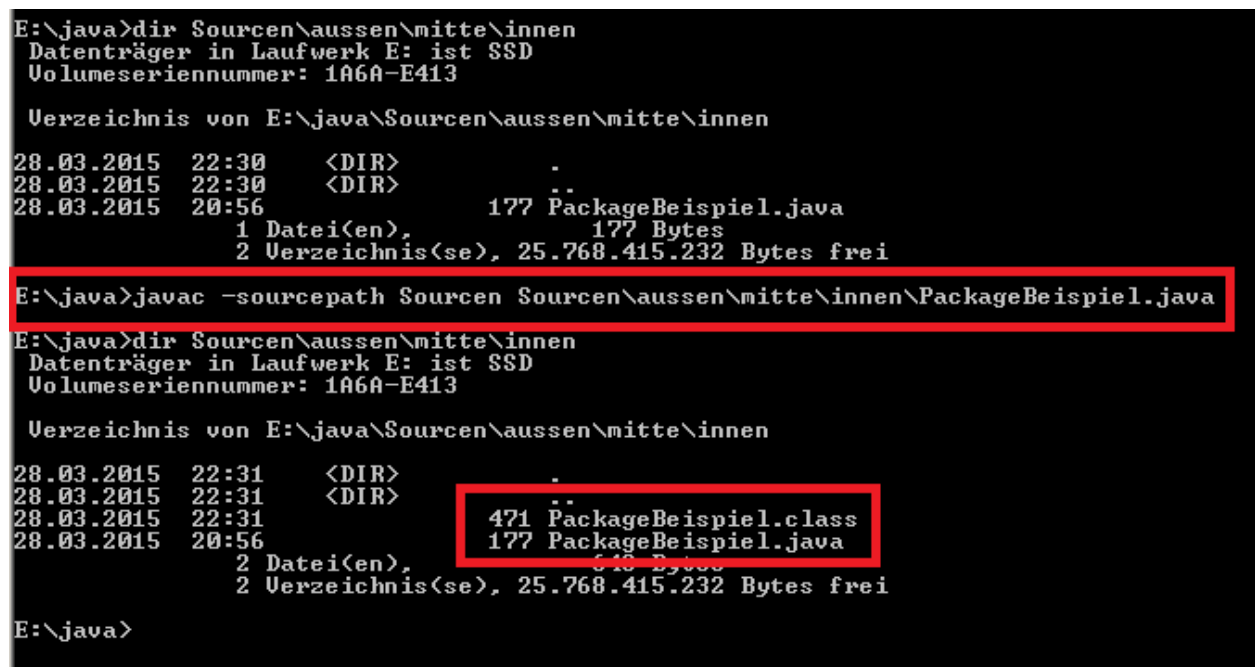 E:\java>dir Sourcen\aussen\mitte\innen
Datenträger in Laufwerk E: ist SSD
Volumeseriennummer: 1A6A-E413
Verzeichnis von E:\java\Sourcen\aussen\mitte\innen
28.03.2015 22:30 <DIR> .
28.03.2015 22:30 <DIR> ..
28.03.2015 20:56 177 PackageBeispiel.java
1 Datei(en), 177 Bytes
2 Verzeichnis(se), 25.768.415.232 Bytes frei
E:\java>javac -sourcepath Sourcen Sourcen\aussen\mitte\innen\PackageBeispiel.java
E:\java>dir Sourcen\aussen\mitte\innen
Datenträger in Laufwerk E: ist SSD
Volumeseriennummer: 1A6A-E413
Verzeichnis von E:\java\Sourcen\aussen\mitte\innen
28.03.2015 22:31 <DIR> .
28.03.2015 22:31 <DIR> ..
28.03.2015 22:31 471 PackageBeispiel.class
28.03.2015 20:56 177 PackageBeispiel.java
2 Datei(en), 648 Bytes
2 Verzeichnis(se), 25.768.415.232 Bytes frei
E:\java>